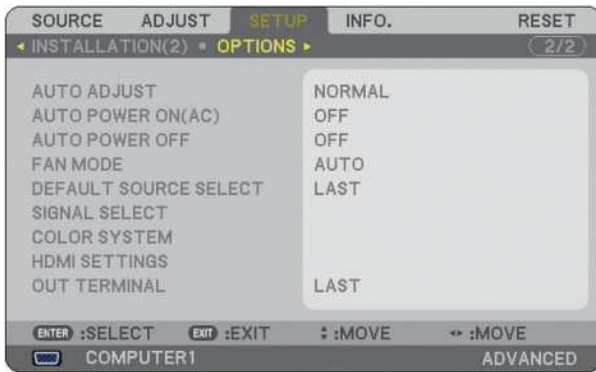 SOURCE ADJUST SETUP INFO. RESET
INSTALLATION(2) • OPTIONS 2/2
AUTO ADJUST NORMAL
AUTO POWER ON(AC) OFF
AUTO POWER OFF OFF
FAN MODE AUTO
DEFAULT SOURCE SELECT LAST
SIGNAL SELECT
COLOR SYSTEM
HDMI SETTINGS
OUT TERMINAL LAST
ENTER :SELECT EXIT :EXIT :MOVE :MOVE
COMPUTER1 ADVANCED